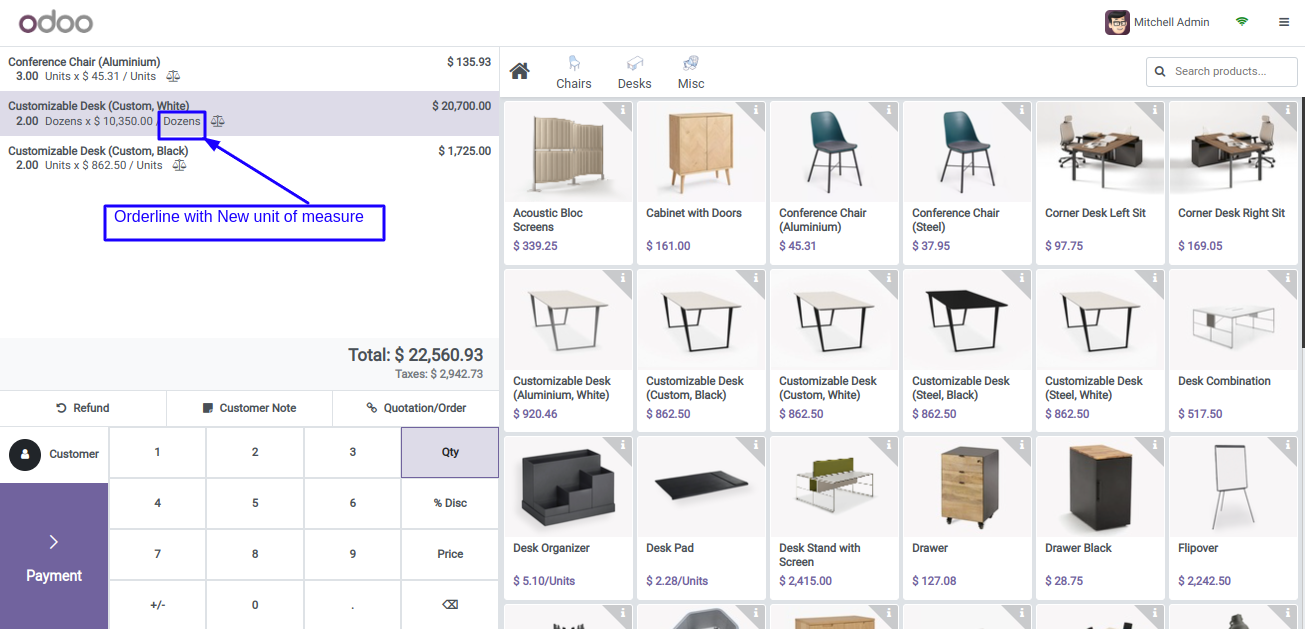 odoo
Mitchell Admin
Conference Chair (Aluminium)
$ 135.93
3.00 Units x $ 45.31 / Units
Customizable Desk (Custom, White)
$ 20,700.00
2.00 Dozens x $ 10,350.00 / Dozens
Customizable Desk (Custom, Black)
$ 1,725.00
2.00 Units x $ 862.50 / Units
Orderline with New unit of measure
Total: $ 22,560.93
Taxes: $ 2,942.73
Refund
Customer Note
Quotation/Order
Customer
1
2
3
Qty
4
5
6
% Disc
7
8
9
Price
+/-
0
.
Payment
Chairs
Desks
Misc
Search products...
Acoustic Bloc
Screens
$ 339.25
Cabinet with Doors
$ 161.00
Conference Chair
(Aluminium)
$ 45.31
Conference Chair
(Steel)
$ 37.95
Corner Desk Left Sit
$ 97.75
Corner Desk Right Sit
$ 169.05
Customizable Desk
(Aluminium, White)
$ 920.46
Customizable Desk
(Custom, Black)
$ 862.50
Customizable Desk
(Custom, White)
$ 862.50
Customizable Desk
(Steel, Black)
$ 862.50
Customizable Desk
(Steel, White)
$ 862.50
Desk Combination
$ 517.50
Desk Organizer
$ 5.10/Units
Desk Pad
$ 2.28/Units
Desk Stand with
Screen
$ 2,415.00
Drawer
$ 127.08
Drawer Black
$ 28.75
Flipover
$ 2,242.50